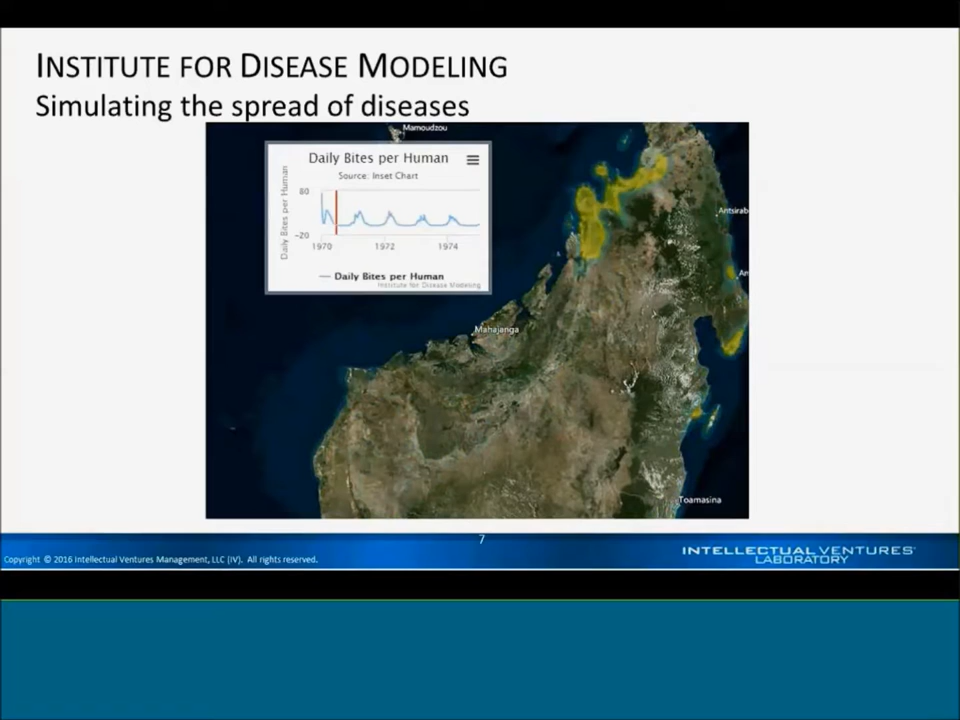 INSTITUTE FOR DISEASE MODELING
Simulating the spread of diseases
Mamoudzou
Daily Bites per Human
Source: Inset Chart
Daily Bites per Human
80
-20
1970
1972
1974
Daily Bites per Human
Institute for Disease Modeling
Antsirab
An
Mahajanga
Toamasina
7
Copyright © 2016 Intellectual Ventures Management, LLC (IV). All rights reserved.
INTELLECTUAL VENTURES®
LABORATORY